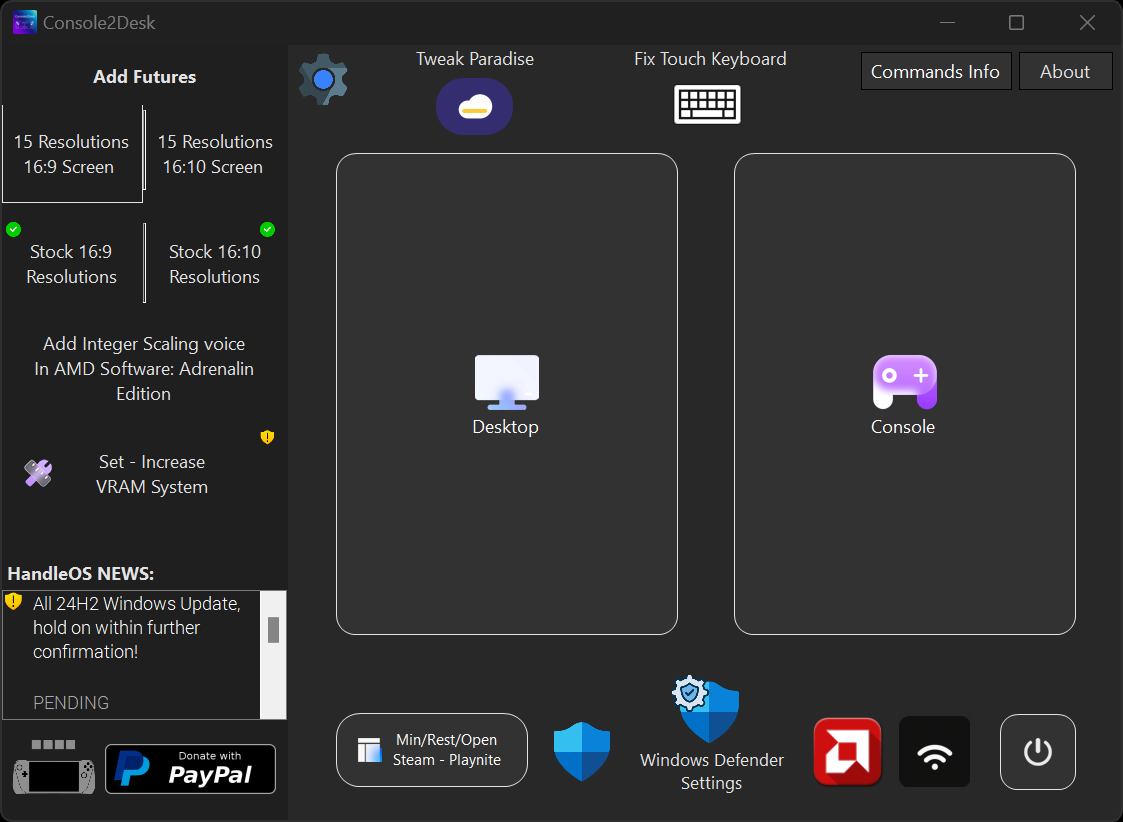 Console2Desk
Add Futures
15 Resolutions
16:9 Screen
15 Resolutions
16:10 Screen
Stock 16:9
Resolutions
Stock 16:10
Resolutions
Add Integer Scaling voice
In AMD Software: Adrenalin
Edition
Set - Increase
VRAM System
HandleOS NEWS:
All 24H2 Windows Update,
hold on within further
confirmation!
PENDING
Donate with
PayPal
Tweak Paradise
Fix Touch Keyboard
Commands Info
About
Desktop
Console
Min/Rest/Open
Steam - Playnite
Windows Defender
Settings